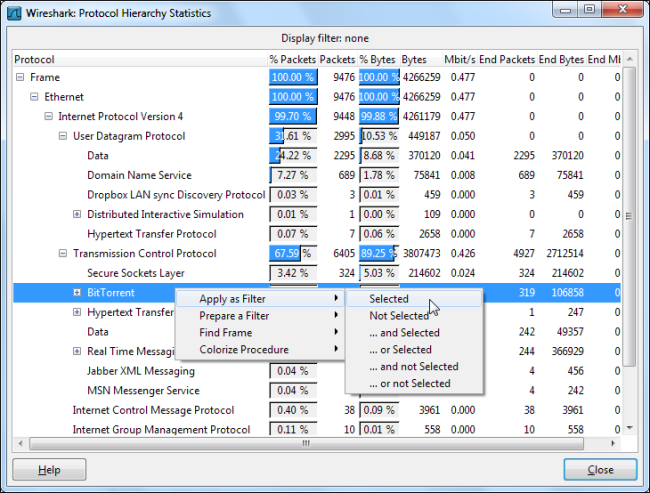 Wireshark: Protocol Hierarchy Statistics
Display filter: none
Protocol % Packets Packets % Bytes Bytes Mbit/s End Packets End Bytes End Mb
Frame 100.00 % 9476 100.00 % 4266259 0.477 0 0 0.
Ethernet 100.00 % 9476 100.00 % 4266259 0.477 0 0 0.
Internet Protocol Version 4 99.70 % 9448 99.88 % 4261179 0.477 0 0 0.
User Datagram Protocol 31.61 % 2995 10.53 % 449187 0.050 0 0 0.
Data 24.22 % 2295 8.68 % 370120 0.041 2295 370120 0.
Domain Name Service 7.27 % 689 1.78 % 75841 0.008 689 75841 0.
Dropbox LAN sync Discovery Protocol 0.03 % 3 0.01 % 459 0.000 3 459 0.
Distributed Interactive Simulation 0.01 % 1 0.00 % 109 0.000 0 0 0.
Hypertext Transfer Protocol 0.07 % 7 0.06 % 2658 0.000 7 2658 0.
Transmission Control Protocol 67.59 % 6405 89.25 % 3807473 0.426 4927 2712514 0.
Secure Sockets Layer 3.42 % 324 5.03 % 214602 0.024 324 214602 0.
BitTorrent 319 106858 0.
Hypertext Transfer 1 247 0.
Data 242 49357 0.
Real Time Messaging 244 366929 0.
Jabber XML Messaging 0.04 % 4 456 0.
MSN Messenger Service 0.04 % 4 242 0.
Internet Control Message Protocol 0.40 % 38 0.09 % 3961 0.000 38 3961 0.
Internet Group Management Protocol 0.11 % 10 0.01 % 558 0.000 10 558 0.
Apply as Filter
Prepare a Filter
Find Frame
Colorize Procedure
Selected
Not Selected
... and Selected
... or Selected
... and not Selected
... or not Selected
Help
Close